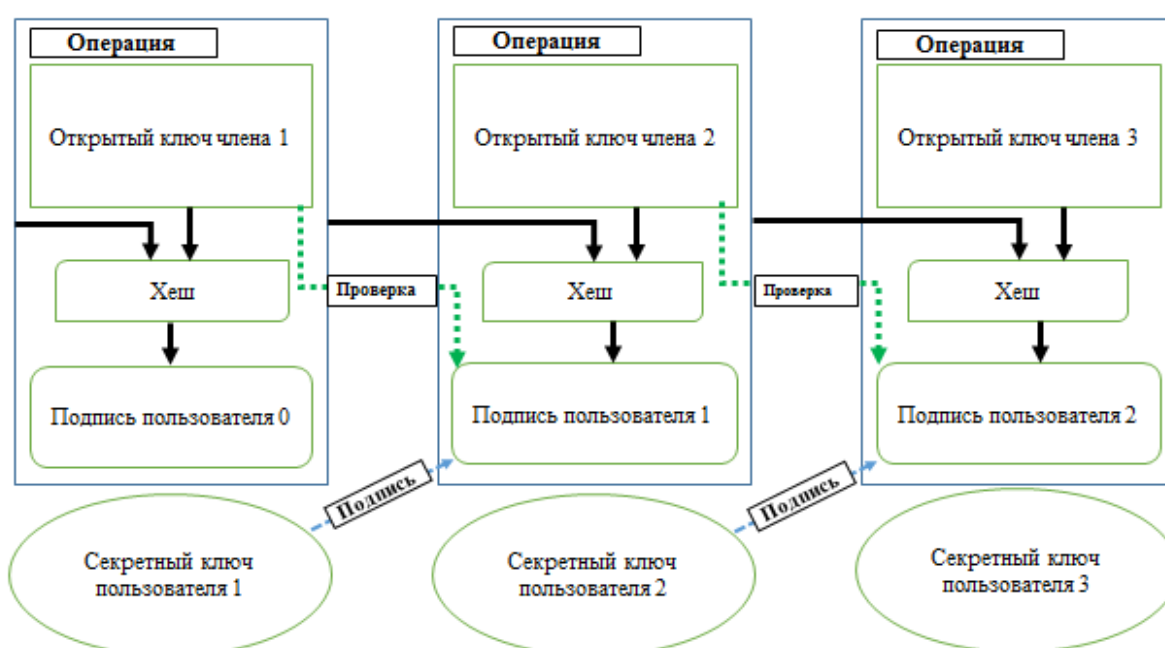 Операция
Операция
Операция
Открытый ключ члена 1
Открытый ключ члена 2
Открытый ключ члена 3
Хеш
Проверка
Хеш
Проверка
Хеш
Подпись пользователя 0
Подпись пользователя 1
Подпись пользователя 2
Подпись
Подпись
Секретный ключ
пользователя 1
Секретный ключ
пользователя 2
Секретный ключ
пользователя 3